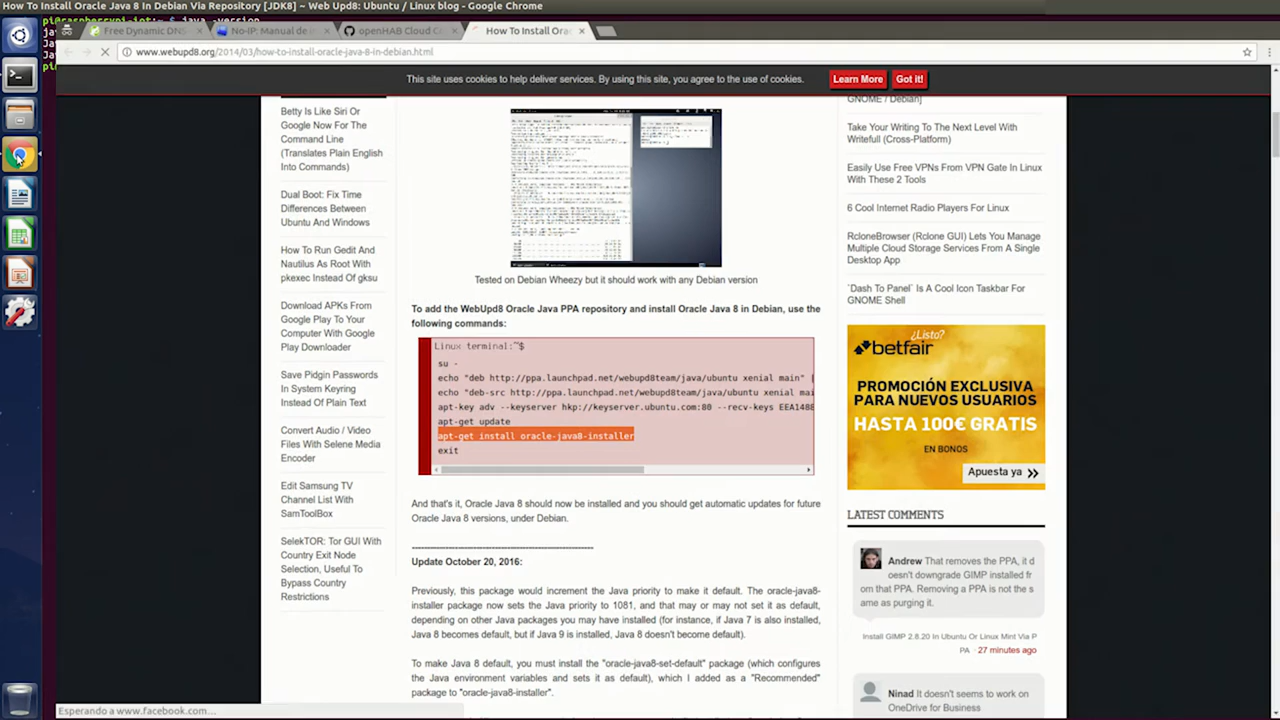 How To Install Oracle Java 8 In Debian Via Repository [JDK8] ~ Web Upd8: Ubuntu / Linux blog - Google Chrome
Free Dynamic DNS
No-IP: Manual de
openHAB Cloud C
How To Install Orac
www.webupd8.org/2014/03/how-to-install-oracle-java-8-in-debian.html
This site uses cookies to help deliver services. By using this site, you agree to the use of cookies.
Learn More
Got it!
Betty Is Like Siri Or
Google Now For The
Command Line
(Translates Plain English
Into Commands)
Dual Boot: Fix Time
Differences Between
Ubuntu And Windows
How To Run Gedit And
Nautilus As Root With
pkexec Instead Of gksu
Download APKs From
Google Play To Your
Computer With Google
Play Downloader
Save Pidgin Passwords
In System Keyring
Instead Of Plain Text
Convert Audio / Video
Files With Selene Media
Encoder
Edit Samsung TV
Channel List With
SamToolBox
SelekTOR: Tor GUI With
Country Exit Node
Selection, Useful To
Bypass Country
Restrictions
Tested on Debian Wheezy but it should work with any Debian version
To add the WebUpd8 Oracle Java PPA repository and install Oracle Java 8 in Debian, use the
following commands:
Linux terminal:~$
su -
echo "deb http://ppa.launchpad.net/webupd8team/java/ubuntu xenial main" |
echo "deb-src http://ppa.launchpad.net/webupd8team/java/ubuntu xenial mai
apt-key adv --keyserver hkp://keyserver.ubuntu.com:80 --recv-keys EEA1488
apt-get update
apt-get install oracle-java8-installer
exit
And that's it, Oracle Java 8 should now be installed and you should get automatic updates for future
Oracle Java 8 versions, under Debian.
Update October 20, 2016:
Previously, this package would increment the Java priority to make it default. The oracle-java8-
installer package now sets the Java priority to 1081, and that may or may not set it as default,
depending on other Java packages you may have installed (for instance, if Java 7 is also installed,
Java 8 becomes default, but if Java 9 is installed, Java 8 doesn't become default).
To make Java 8 default, you must install the "oracle-java8-set-default" package (which configures
the Java environment variables and sets it as default), which I added as a "Recommended"
package to "oracle-java8-installer".
GNOME / Debian]
Take Your Writing To The Next Level With
Writefull (Cross-Platform)
Easily Use Free VPNs From VPN Gate In Linux
With These 2 Tools
6 Cool Internet Radio Players For Linux
RcloneBrowser (Rclone GUI) Lets You Manage
Multiple Cloud Storage Services From A Single
Desktop App
`Dash To Panel` Is A Cool Icon Taskbar For
GNOME Shell
¿Listo?
betfair
PROMOCIÓN EXCLUSIVA
PARA NUEVOS USUARIOS
HASTA 100€ GRATIS
EN BONOS
Apuesta ya
LATEST COMMENTS
Andrew That removes the PPA, it d
oesn't downgrade GIMP installed fr
om that PPA. Removing a PPA is not the s
ame as purging it.
Install GIMP 2.8.20 In Ubuntu Or Linux Mint Via P
PA · 27 minutes ago
Ninad It doesn't seems to work on
OneDrive for Business
Esperando a www.facebook.com...